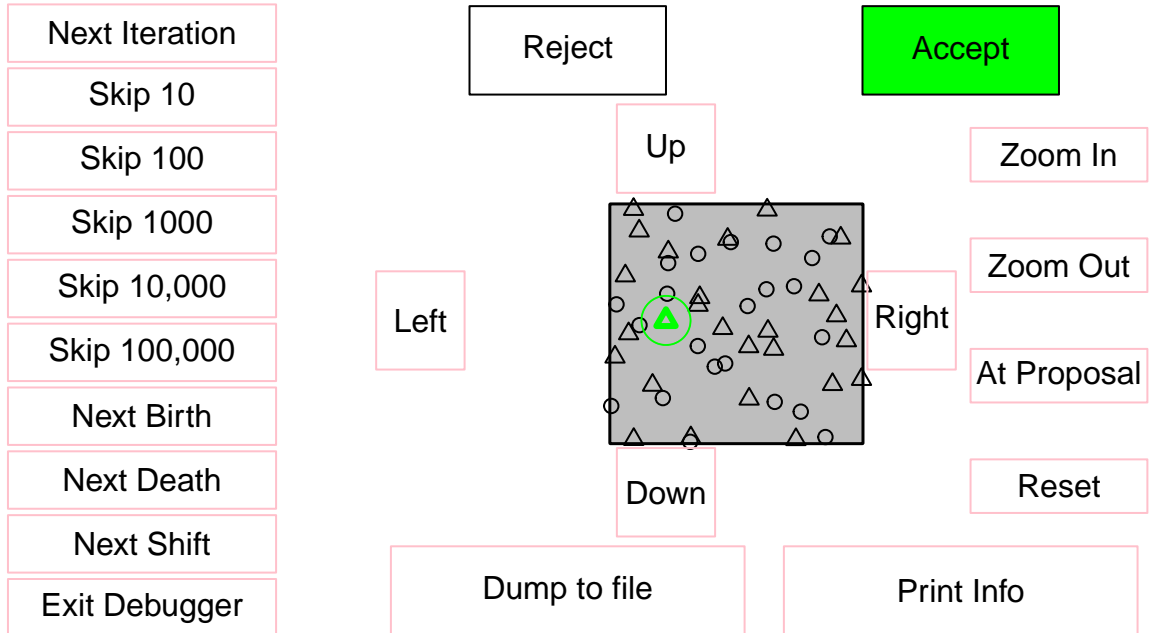 Next Iteration
Skip 10
Skip 100
Skip 1000
Skip 10,000
Skip 100,000
Next Birth
Next Death
Next Shift
Exit Debugger
Reject
Accept
Up
Left
Right
Down
Zoom In
Zoom Out
At Proposal
Reset
Dump to file
Print Info